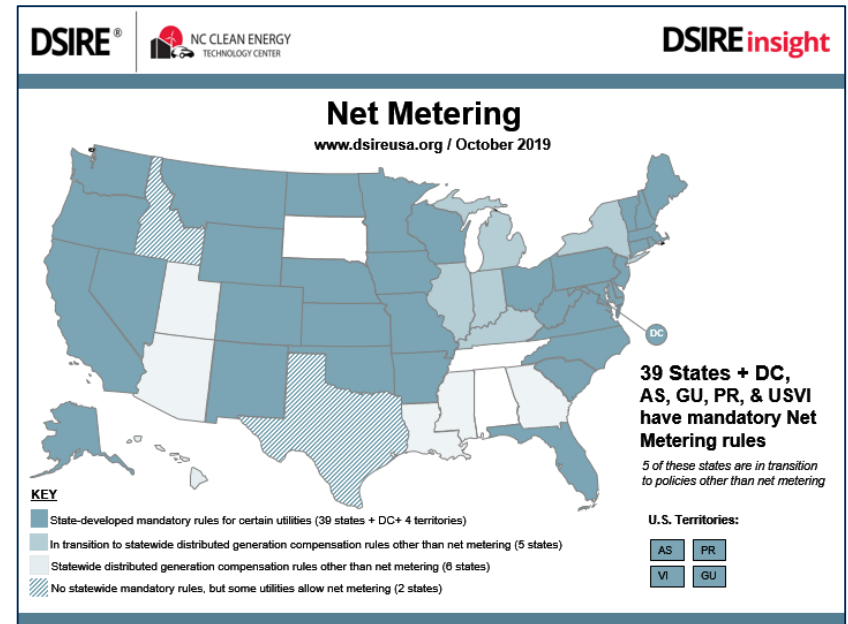 DSIRE®
NC CLEAN ENERGY
TECHNOLOGY CENTER
DSIRE insight
Net Metering
www.dsireusa.org / October 2019
DC
39 States + DC,
AS, GU, PR, & USVI
have mandatory Net
Metering rules
5 of these states are in transition
to policies other than net metering
KEY
State-developed mandatory rules for certain utilities (39 states + DC+ 4 territories)
In transition to statewide distributed generation compensation rules other than net metering (5 states)
Statewide distributed generation compensation rules other than net metering (6 states)
No statewide mandatory rules, but some utilities allow net metering (2 states)
U.S. Territories:
AS PR
VI GU